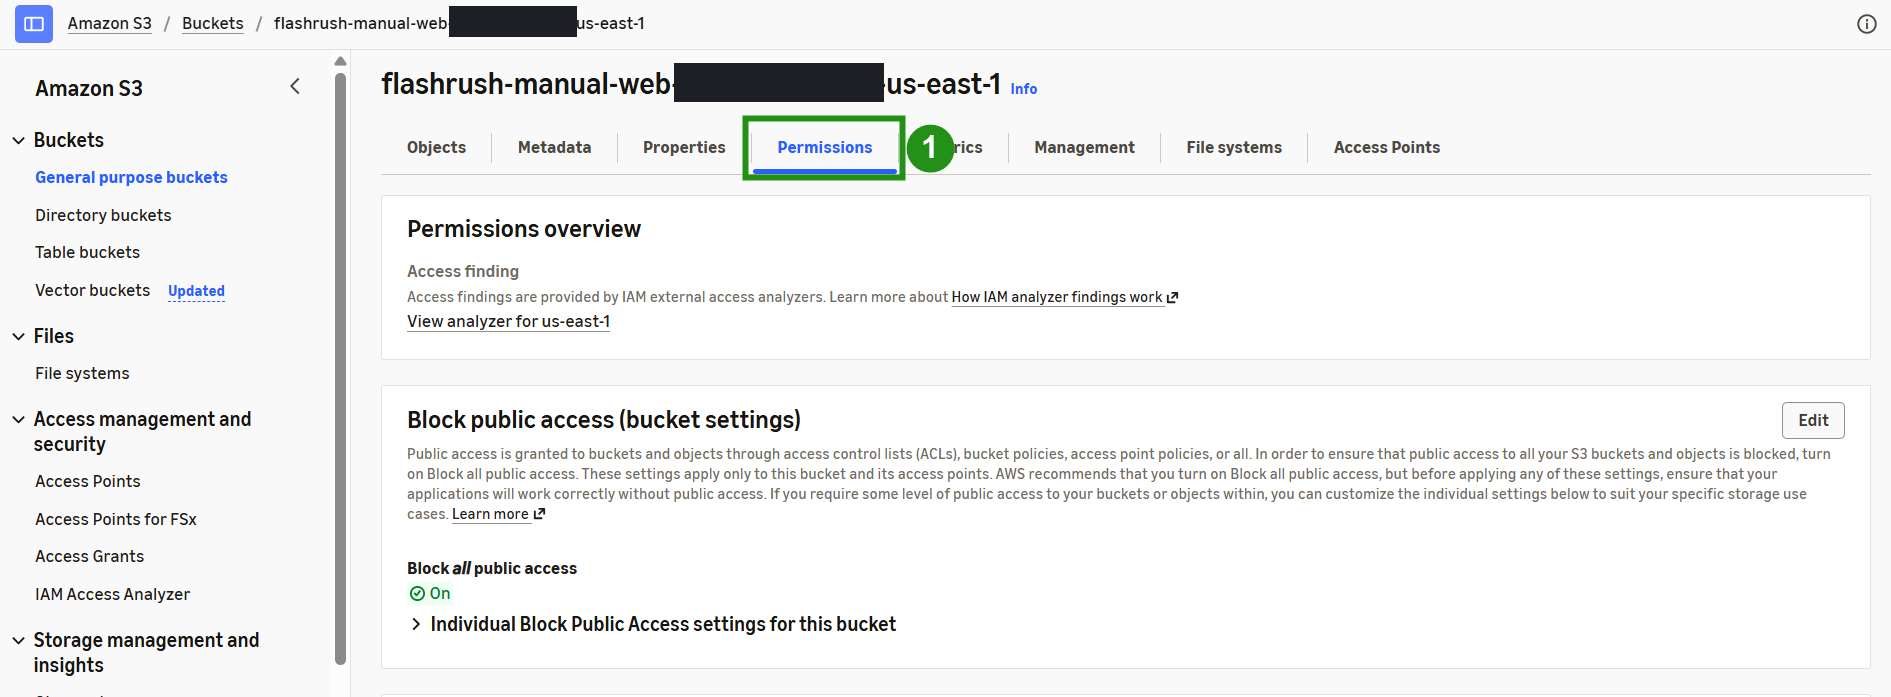 Amazon S3 / Buckets / flashrush-manual-web- us-east-1
Amazon S3
Buckets
General purpose buckets
Directory buckets
Table buckets
Vector buckets Updated
Files
File systems
Access management and
security
Access Points
Access Points for FSx
Access Grants
IAM Access Analyzer
Storage management and
insights
flashrush-manual-web- -us-east-1 Info
Objects
Metadata
Properties
Permissions
1
rics
Management
File systems
Access Points
Permissions overview
Access finding
Access findings are provided by IAM external access analyzers. Learn more about How IAM analyzer findings work
View analyzer for us-east-1
Block public access (bucket settings)
Edit
Public access is granted to buckets and objects through access control lists (ACLs), bucket policies, access point policies, or all. In order to ensure that public access to all your S3 buckets and objects is blocked, turn
on Block all public access. These settings apply only to this bucket and its access points. AWS recommends that you turn on Block all public access, but before applying any of these settings, ensure that your
applications will work correctly without public access. If you require some level of public access to your buckets or objects within, you can customize the individual settings below to suit your specific storage use
cases. Learn more
Block all public access
On
Individual Block Public Access settings for this bucket